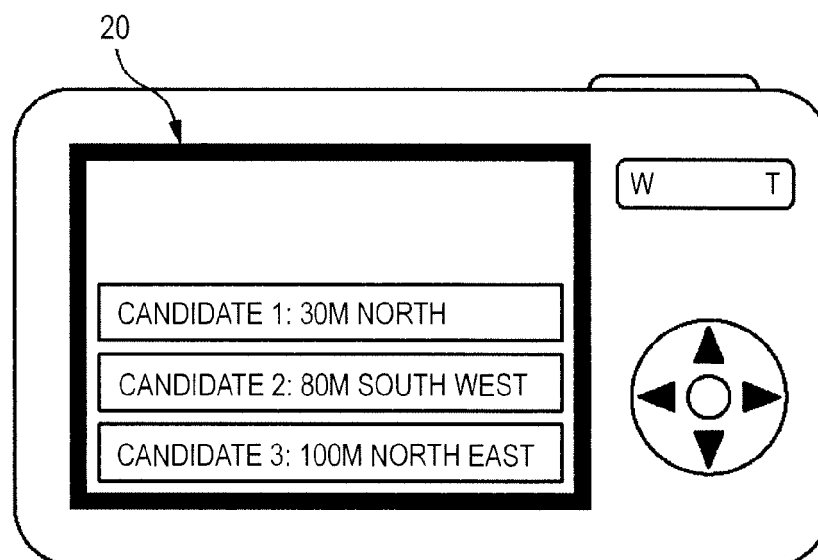 20
W T
CANDIDATE 1: 30M NORTH
CANDIDATE 2: 80M SOUTH WEST
CANDIDATE 3: 100M NORTH EAST